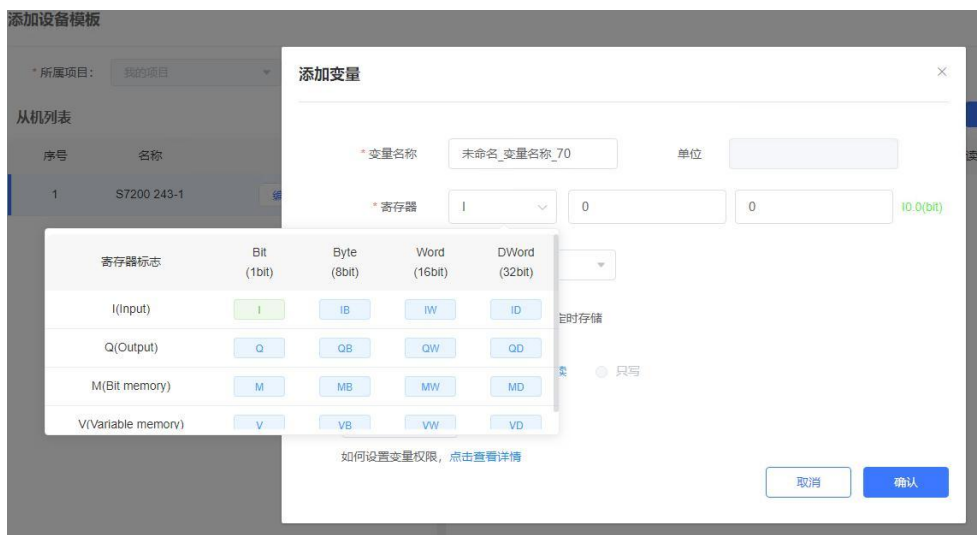 添加设备模板
* 所属项目： 我的项目
添加变量
从机列表
序号 名称
1 S7200 243-1 编
* 变量名称 未命名_变量名称_70 单位
* 寄存器 I 0 0 I0.0(bit)
寄存器标志 Bit (1bit) Byte (8bit) Word (16bit) DWord (32bit)
I(Input) I IB IW ID
定时存储
Q(Output) Q QB QW QD
读 只写
M(Bit memory) M MB MW MD
V(Variable memory) V VB VW VD
如何设置变量权限，点击查看详情
取消 确认